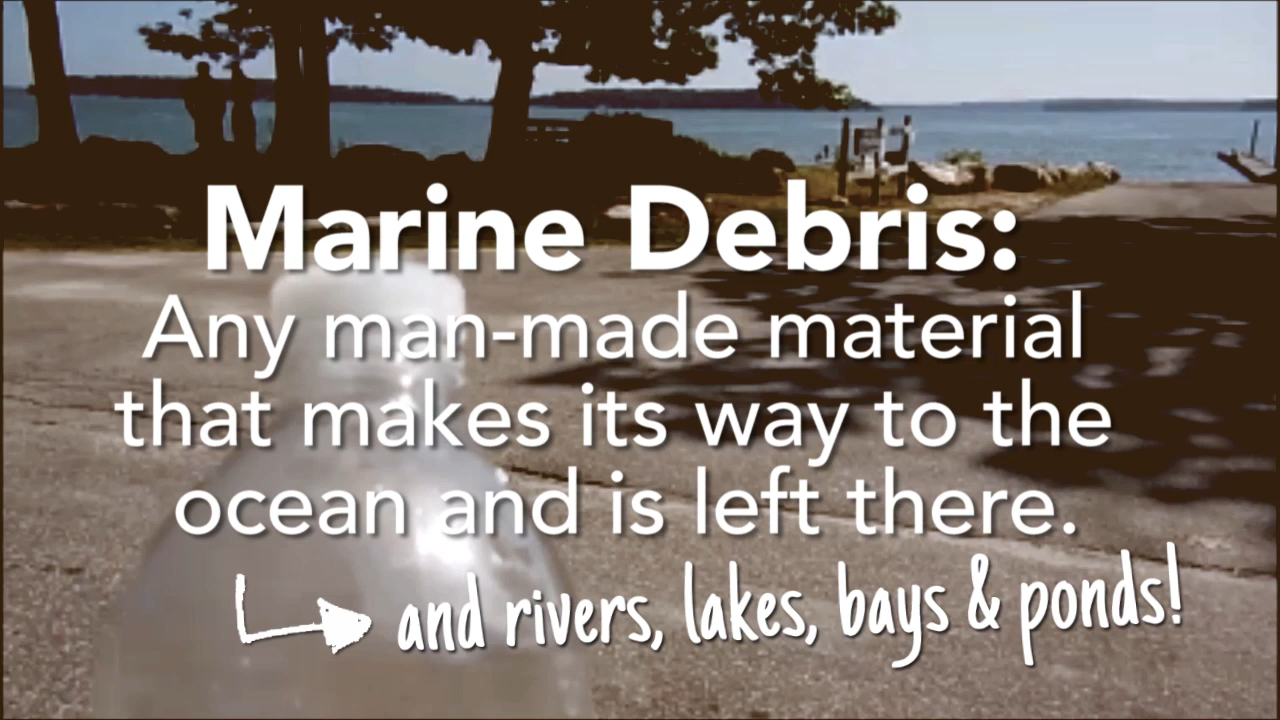 Marine Debris:
Any man-made material
that makes its way to the
ocean and is left there.
and rivers, lakes, bays & ponds!